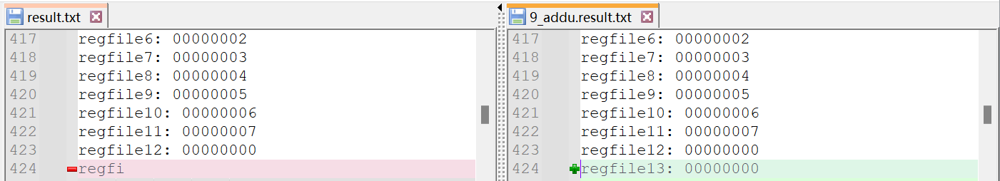 result.txt
417 regfile6: 00000002
418 regfile7: 00000003
419 regfile8: 00000004
420 regfile9: 00000005
421 regfile10: 00000006
422 regfile11: 00000007
423 regfile12: 00000000
424 regfi
9_addu.result.txt
417 regfile6: 00000002
418 regfile7: 00000003
419 regfile8: 00000004
420 regfile9: 00000005
421 regfile10: 00000006
422 regfile11: 00000007
423 regfile12: 00000000
424 regfile13: 00000000